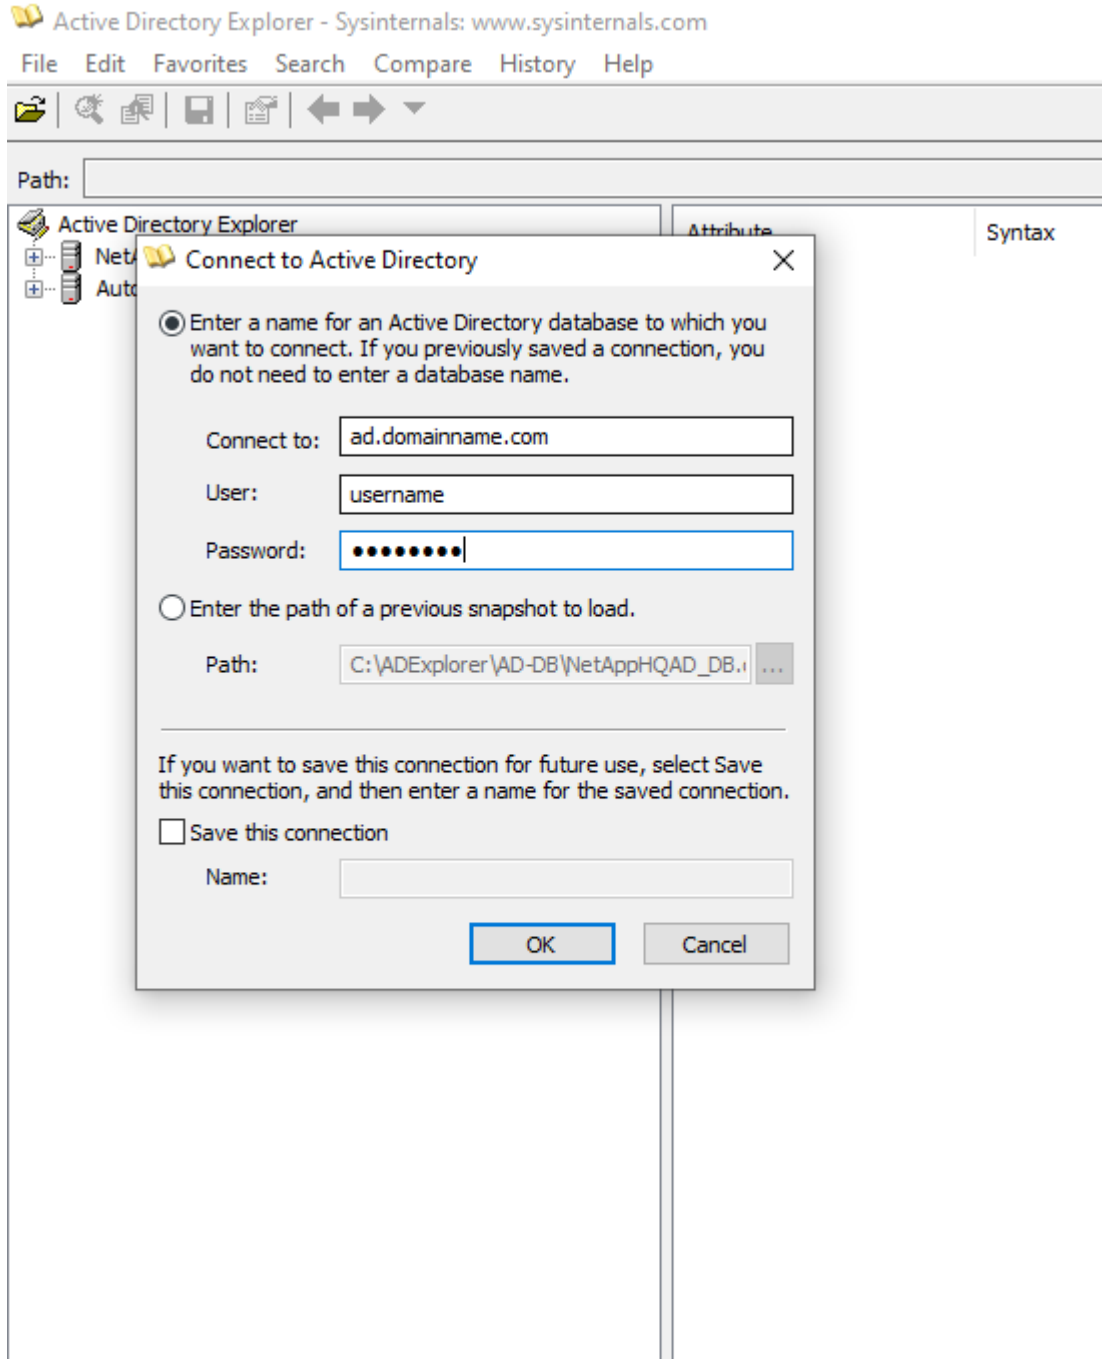 Active Directory Explorer - Sysinternals: www.sysinternals.com
File Edit Favorites Search Compare History Help
Path:
Active Directory Explorer
Attribute Syntax
Connect to Active Directory
Enter a name for an Active Directory database to which you
want to connect. If you previously saved a connection, you
do not need to enter a database name.
Connect to: ad.domainname.com
User: username
Password: ●●●●●●●●
Enter the path of a previous snapshot to load.
Path: C:\ADExplorer\AD-DB\NetAppHQAD_DB. ...
If you want to save this connection for future use, select Save
this connection, and then enter a name for the saved connection.
Save this connection
Name:
OK Cancel